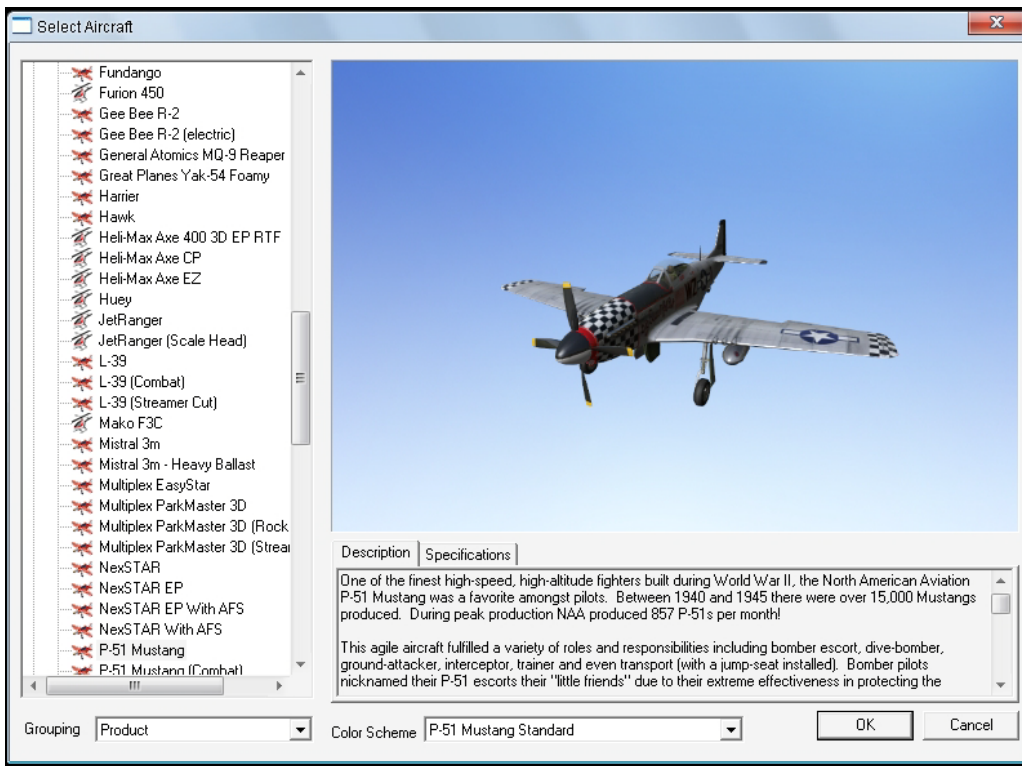 Select Aircraft
Fundango
Furion 450
Gee Bee R-2
Gee Bee R-2 (electric)
General Atomics MQ-9 Reaper
Great Planes Yak-54 Foamy
Harrier
Hawk
Heli-Max Axe 400 3D EP RTF
Heli-Max Axe CP
Heli-Max Axe EZ
Huey
JetRanger
JetRanger (Scale Head)
L-39
L-39 (Combat)
L-39 (Streamer Cut)
Mako F3C
Mistral 3m
Mistral 3m - Heavy Ballast
Multiplex EasyStar
Multiplex ParkMaster 3D
Multiplex ParkMaster 3D (Rock
Multiplex ParkMaster 3D (Strear
NexSTAR
NexSTAR EP
NexSTAR EP With AFS
NexSTAR With AFS
P-51 Mustang
P-51 Mustang (Combat)
Description Specifications
One of the finest high-speed, high-altitude fighters built during World War II, the North American Aviation
P-51 Mustang was a favorite amongst pilots. Between 1940 and 1945 there were over 15,000 Mustangs
produced. During peak production NAA produced 857 P-51s per month!
This agile aircraft fulfilled a variety of roles and responsibilities including bomber escort, dive-bomber,
ground-attacker, interceptor, trainer and even transport (with a jump-seat installed). Bomber pilots
nicknamed their P-51 escorts their "little friends" due to their extreme effectiveness in protecting the
Grouping Product
Color Scheme P-51 Mustang Standard
OK Cancel